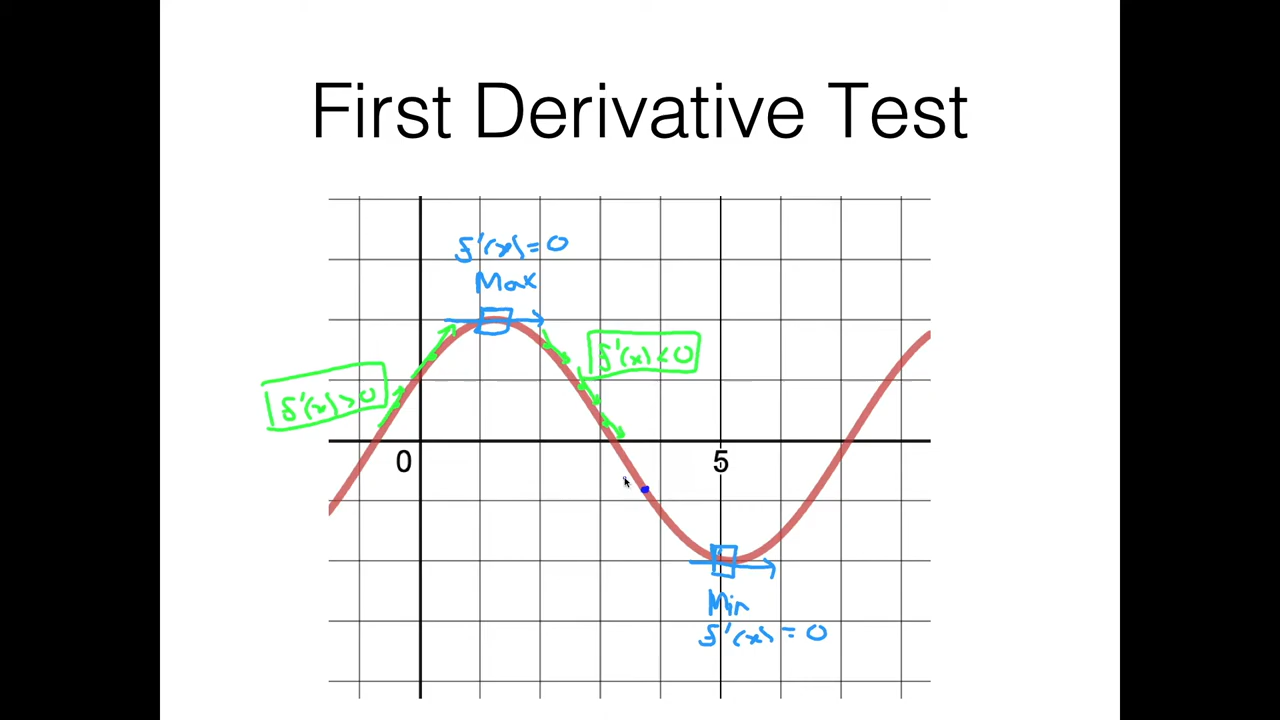 First Derivative Test
f'(x) = 0
Max
f'(x) < 0
f'(x) > 0
0
5
Min
f'(x) = 0